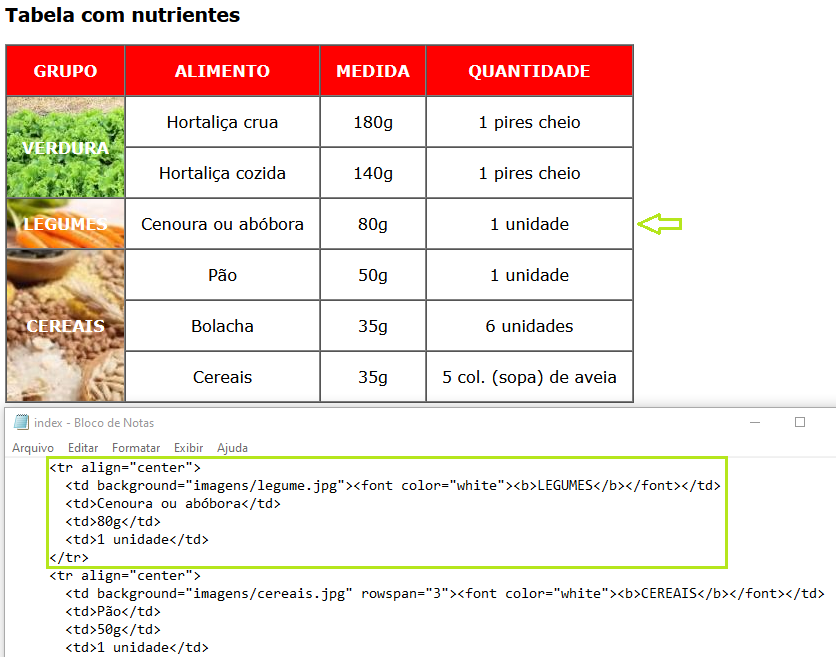 Tabela com nutrientes
GRUPO ALIMENTO MEDIDA QUANTIDADE
VERDURA
Hortaliça crua 180g 1 pires cheio
Hortaliça cozida 140g 1 pires cheio
LEGUMES Cenoura ou abóbora 80g 1 unidade
CEREAIS
Pão 50g 1 unidade
Bolacha 35g 6 unidades
Cereais 35g 5 col. (sopa) de aveia
index - Bloco de Notas
Arquivo Editar Formatar Exibir Ajuda
<tr align="center">
<td background="imagens/legume.jpg"><font color="white"><b>LEGUMES</b></font></td>
<td>Cenoura ou abóbora</td>
<td>80g</td>
<td>1 unidade</td>
</tr>
<tr align="center">
<td background="imagens/cereais.jpg" rowspan="3"><font color="white"><b>CEREAIS</b></font></td>
<td>Pão</td>
<td>50g</td>
<td>1 unidade</td>